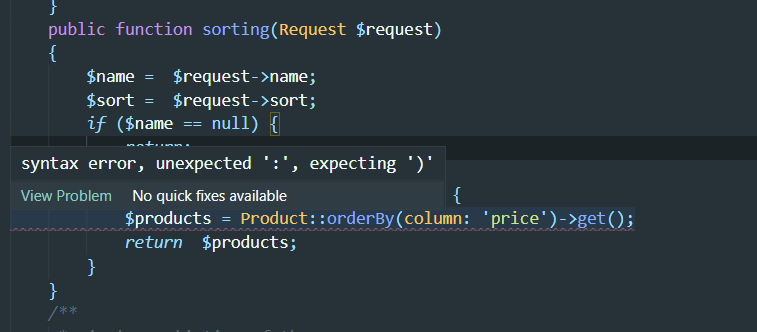 }
public function sorting(Request $request)
{
$name = $request->name;
$sort = $request->sort;
if ($name == null) {
syntax error, unexpected ':', expecting ')'
View Problem No quick fixes available
{
$products = Product::orderBy(column: 'price')->get();
return $products;
}
}
/**